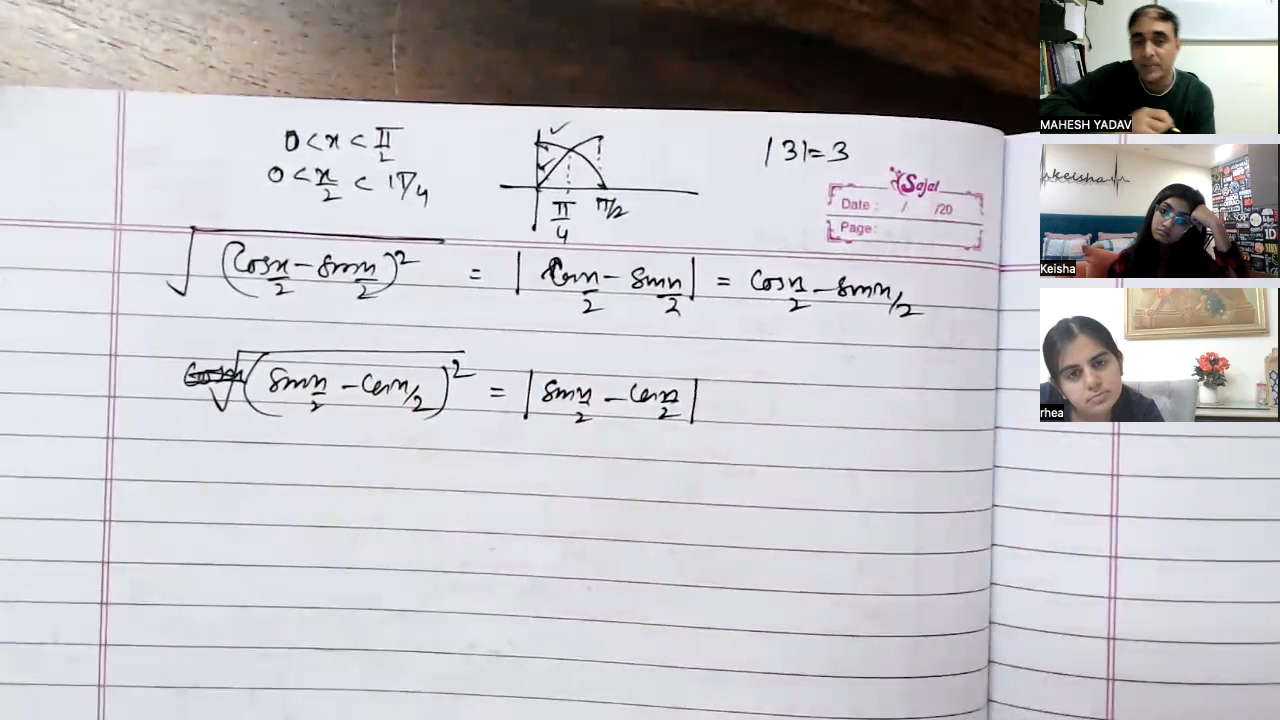 0 < x < π/2
0 < x/2 < π/4
π/4 π/2
|3| = 3
Sajal
Date : / /20
Page:
√(cos x/2 – sin x/2)² = | cos x/2 – sin x/2 | = cos x/2 – sin x/2
√(sin x/2 – cos x/2)² = | sin x/2 – cos x/2 |
MAHESH YADAV
keisha
Keisha
rhea